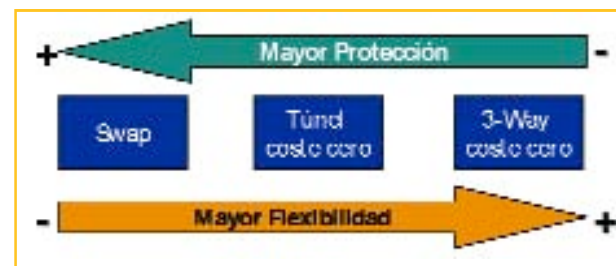 + Mayor Protección -
Swap
Túnel
coste cero
3-Way
coste cero
- Mayor Flexibilidad +